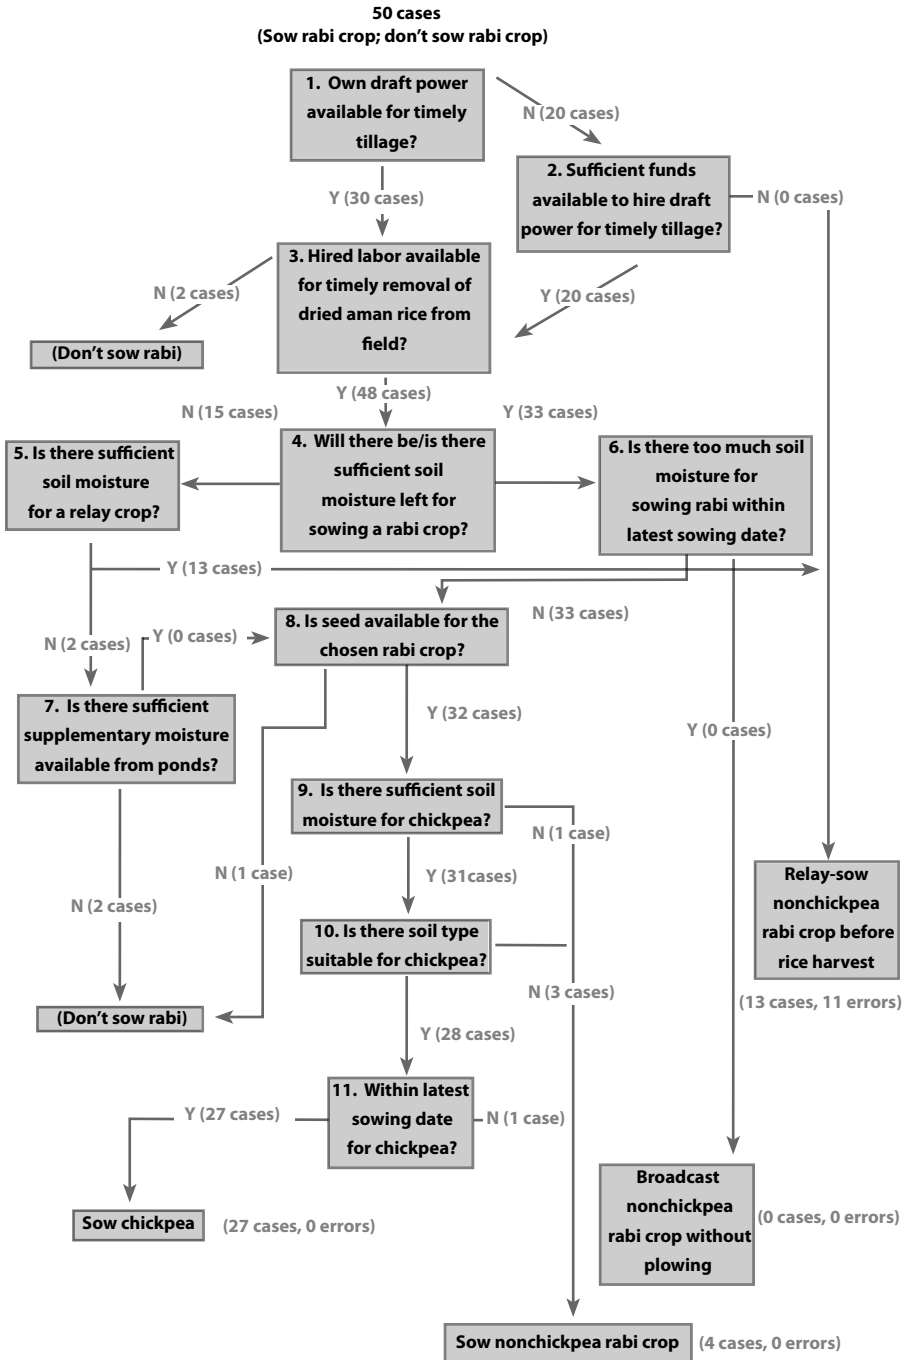 50 cases
(Sow rabi crop; don't sow rabi crop)
1. Own draft power
available for timely
tillage?
N (20 cases)
2. Sufficient funds
available to hire draft
power for timely tillage?
N (0 cases)
Y (30 cases)
3. Hired labor available
for timely removal of
dried aman rice from
field?
N (2 cases)
Y (20 cases)
(Don't sow rabi)
Y (48 cases)
N (15 cases)
Y (33 cases)
5. Is there sufficient
soil moisture
for a relay crop?
4. Will there be/is there
sufficient soil
moisture left for
sowing a rabi crop?
6. Is there too much soil
moisture for
sowing rabi within
latest sowing date?
Y (13 cases)
N (33 cases)
N (2 cases)
Y (0 cases)
8. Is seed available for the
chosen rabi crop?
7. Is there sufficient
supplementary moisture
available from ponds?
Y (32 cases)
Y (0 cases)
9. Is there sufficient soil
moisture for chickpea?
N (1 case)
N (1 case)
Y (31cases)
N (2 cases)
Relay-sow
nonchickpea
rabi crop before
rice harvest
(13 cases, 11 errors)
10. Is there soil type
suitable for chickpea?
N (3 cases)
(Don't sow rabi)
Y (28 cases)
11. Within latest
sowing date
for chickpea?
Y (27 cases)
N (1 case)
Sow chickpea
(27 cases, 0 errors)
Broadcast
nonchickpea
rabi crop without
plowing
(0 cases, 0 errors)
Sow nonchickpea rabi crop
(4 cases, 0 errors)